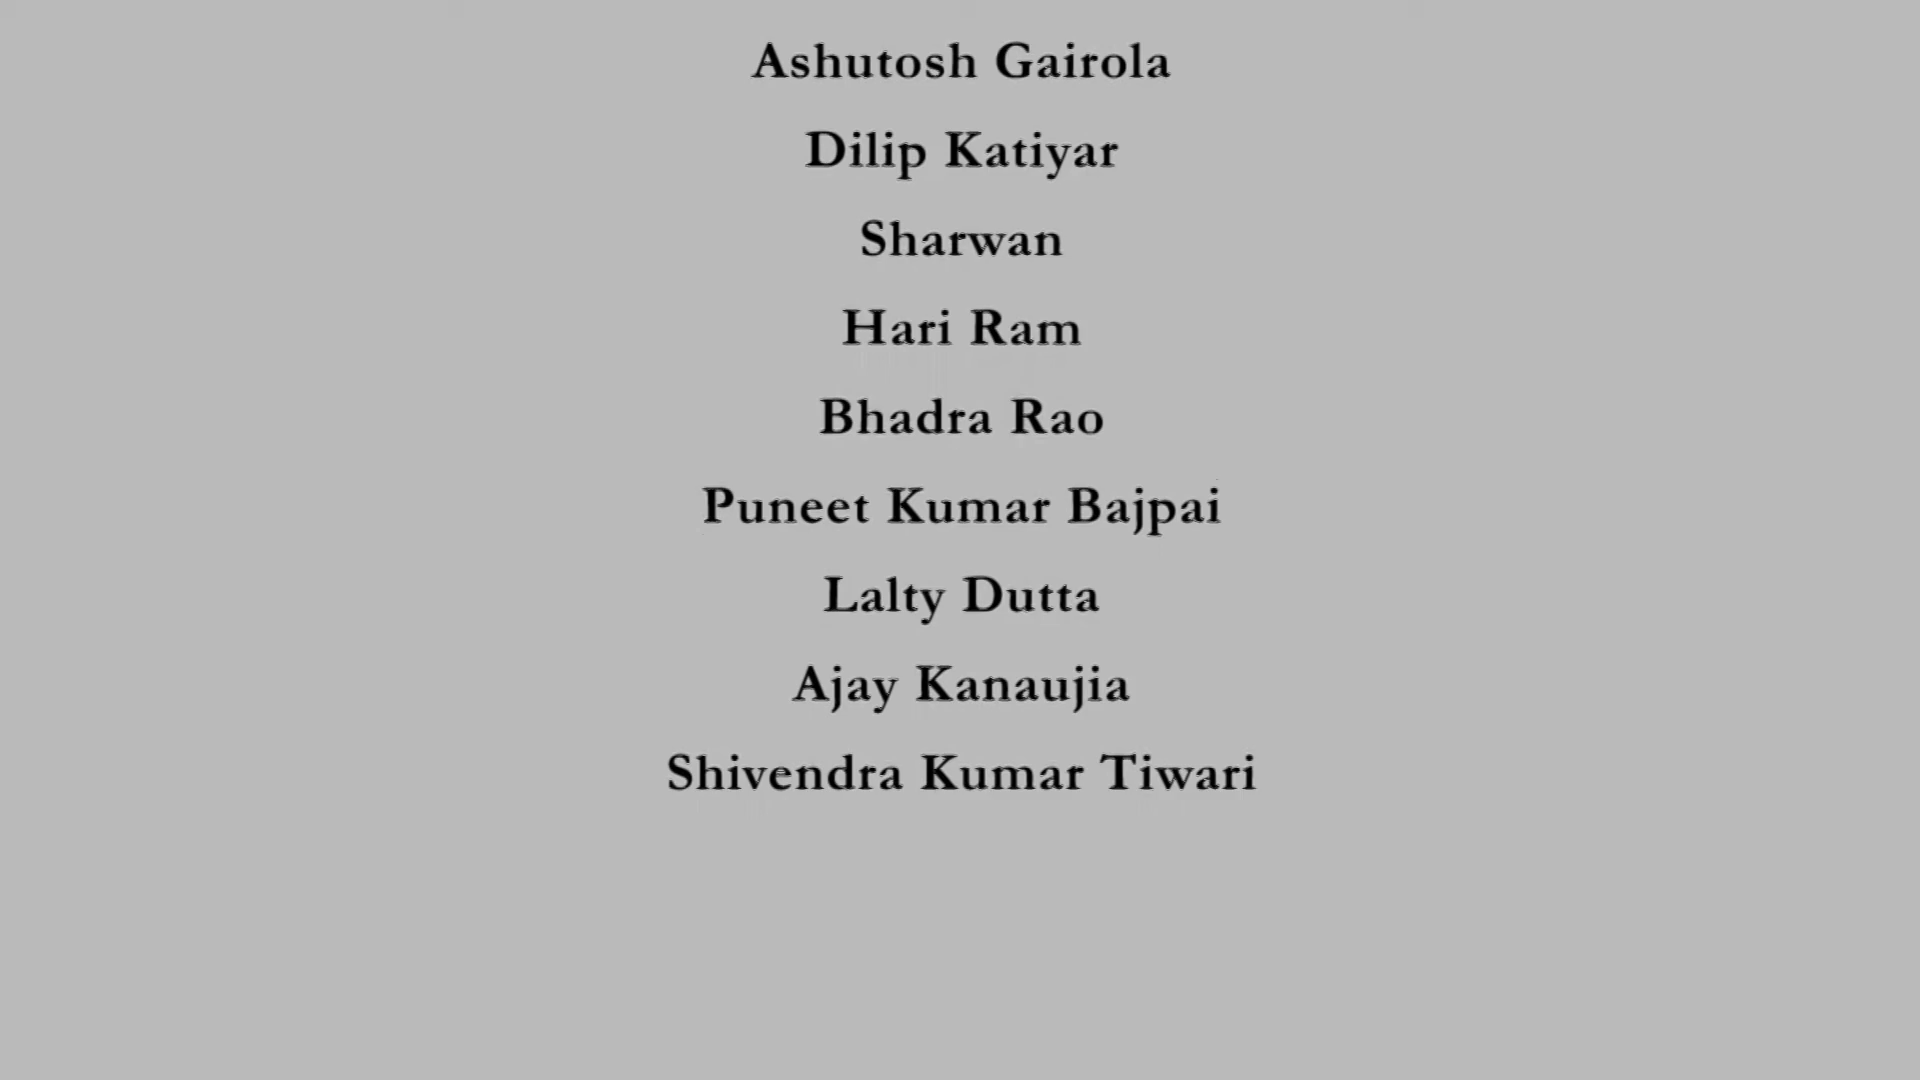 Ashutosh Gairola
Dilip Katiyar
Sharwan
Hari Ram
Bhadra Rao
Puneet Kumar Bajpai
Lalty Dutta
Ajay Kanaujia
Shivendra Kumar Tiwari